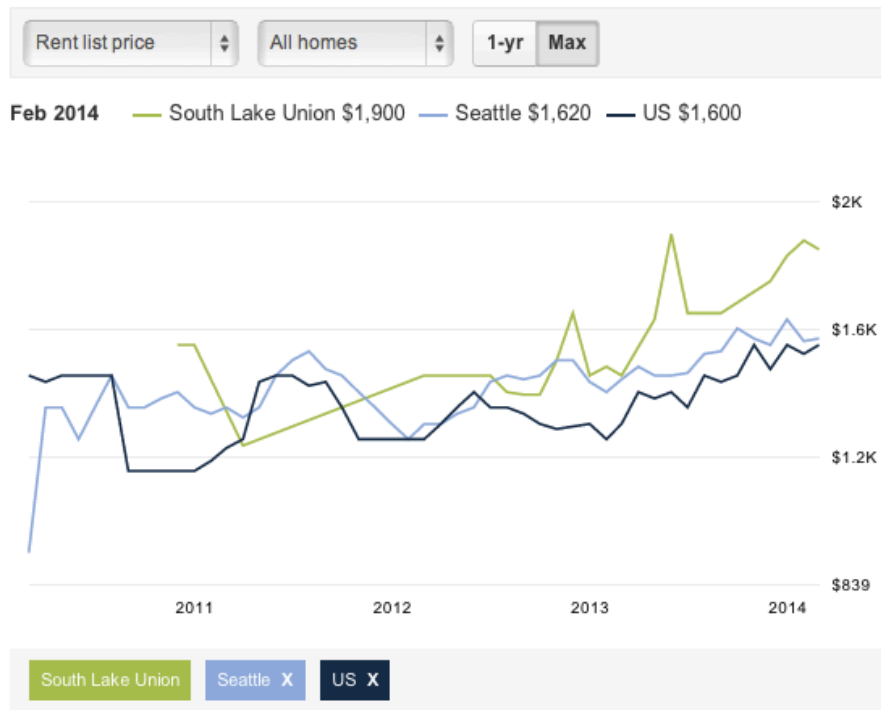 Rent list price All homes 1-yr Max
Feb 2014 South Lake Union $1,900 Seattle $1,620 US $1,600
$2K
$1.6K
$1.2K
$839
2011 2012 2013 2014
South Lake Union Seattle X US X